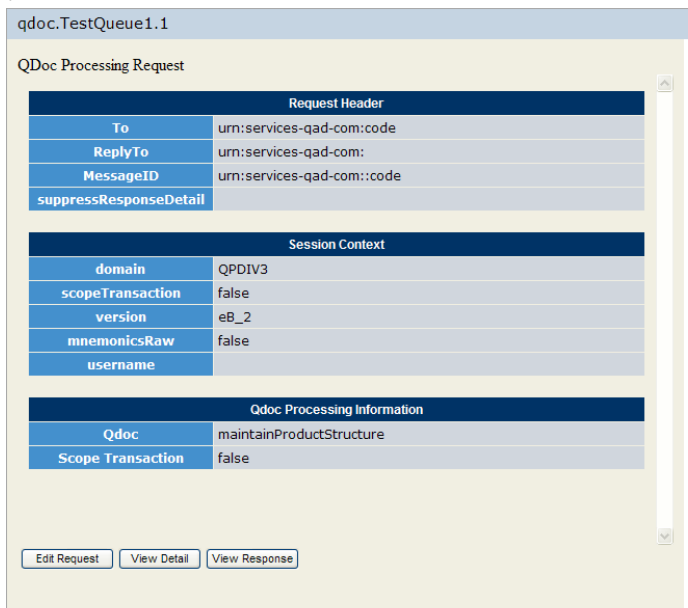 qdoc.TestQueue1.1
QDoc Processing Request
Request Header
To urn:services-qad-com:code
ReplyTo urn:services-qad-com:
MessageID urn:services-qad-com::code
suppressResponseDetail
Session Context
domain QPDIV3
scopeTransaction false
version eB_2
mnemonicsRaw false
username
Qdoc Processing Information
Qdoc maintainProductStructure
Scope Transaction false
Edit Request View Detail View Response